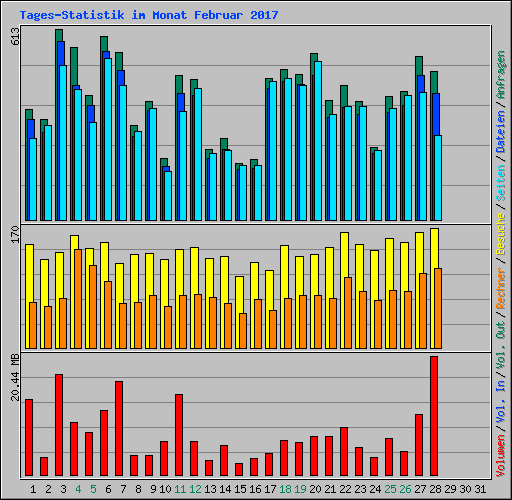 Tages-Statistik im Monat Februar 2017
613
170
20.44 MB
1 2 3 4 5 6 7 8 9 10 11 12 13 14 15 16 17 18 19 20 21 22 23 24 25 26 27 28 29 30 31
Volumen / Vol. In / Vol. Out / Rechner / Besuche / Seiten / Dateien / Anfragen